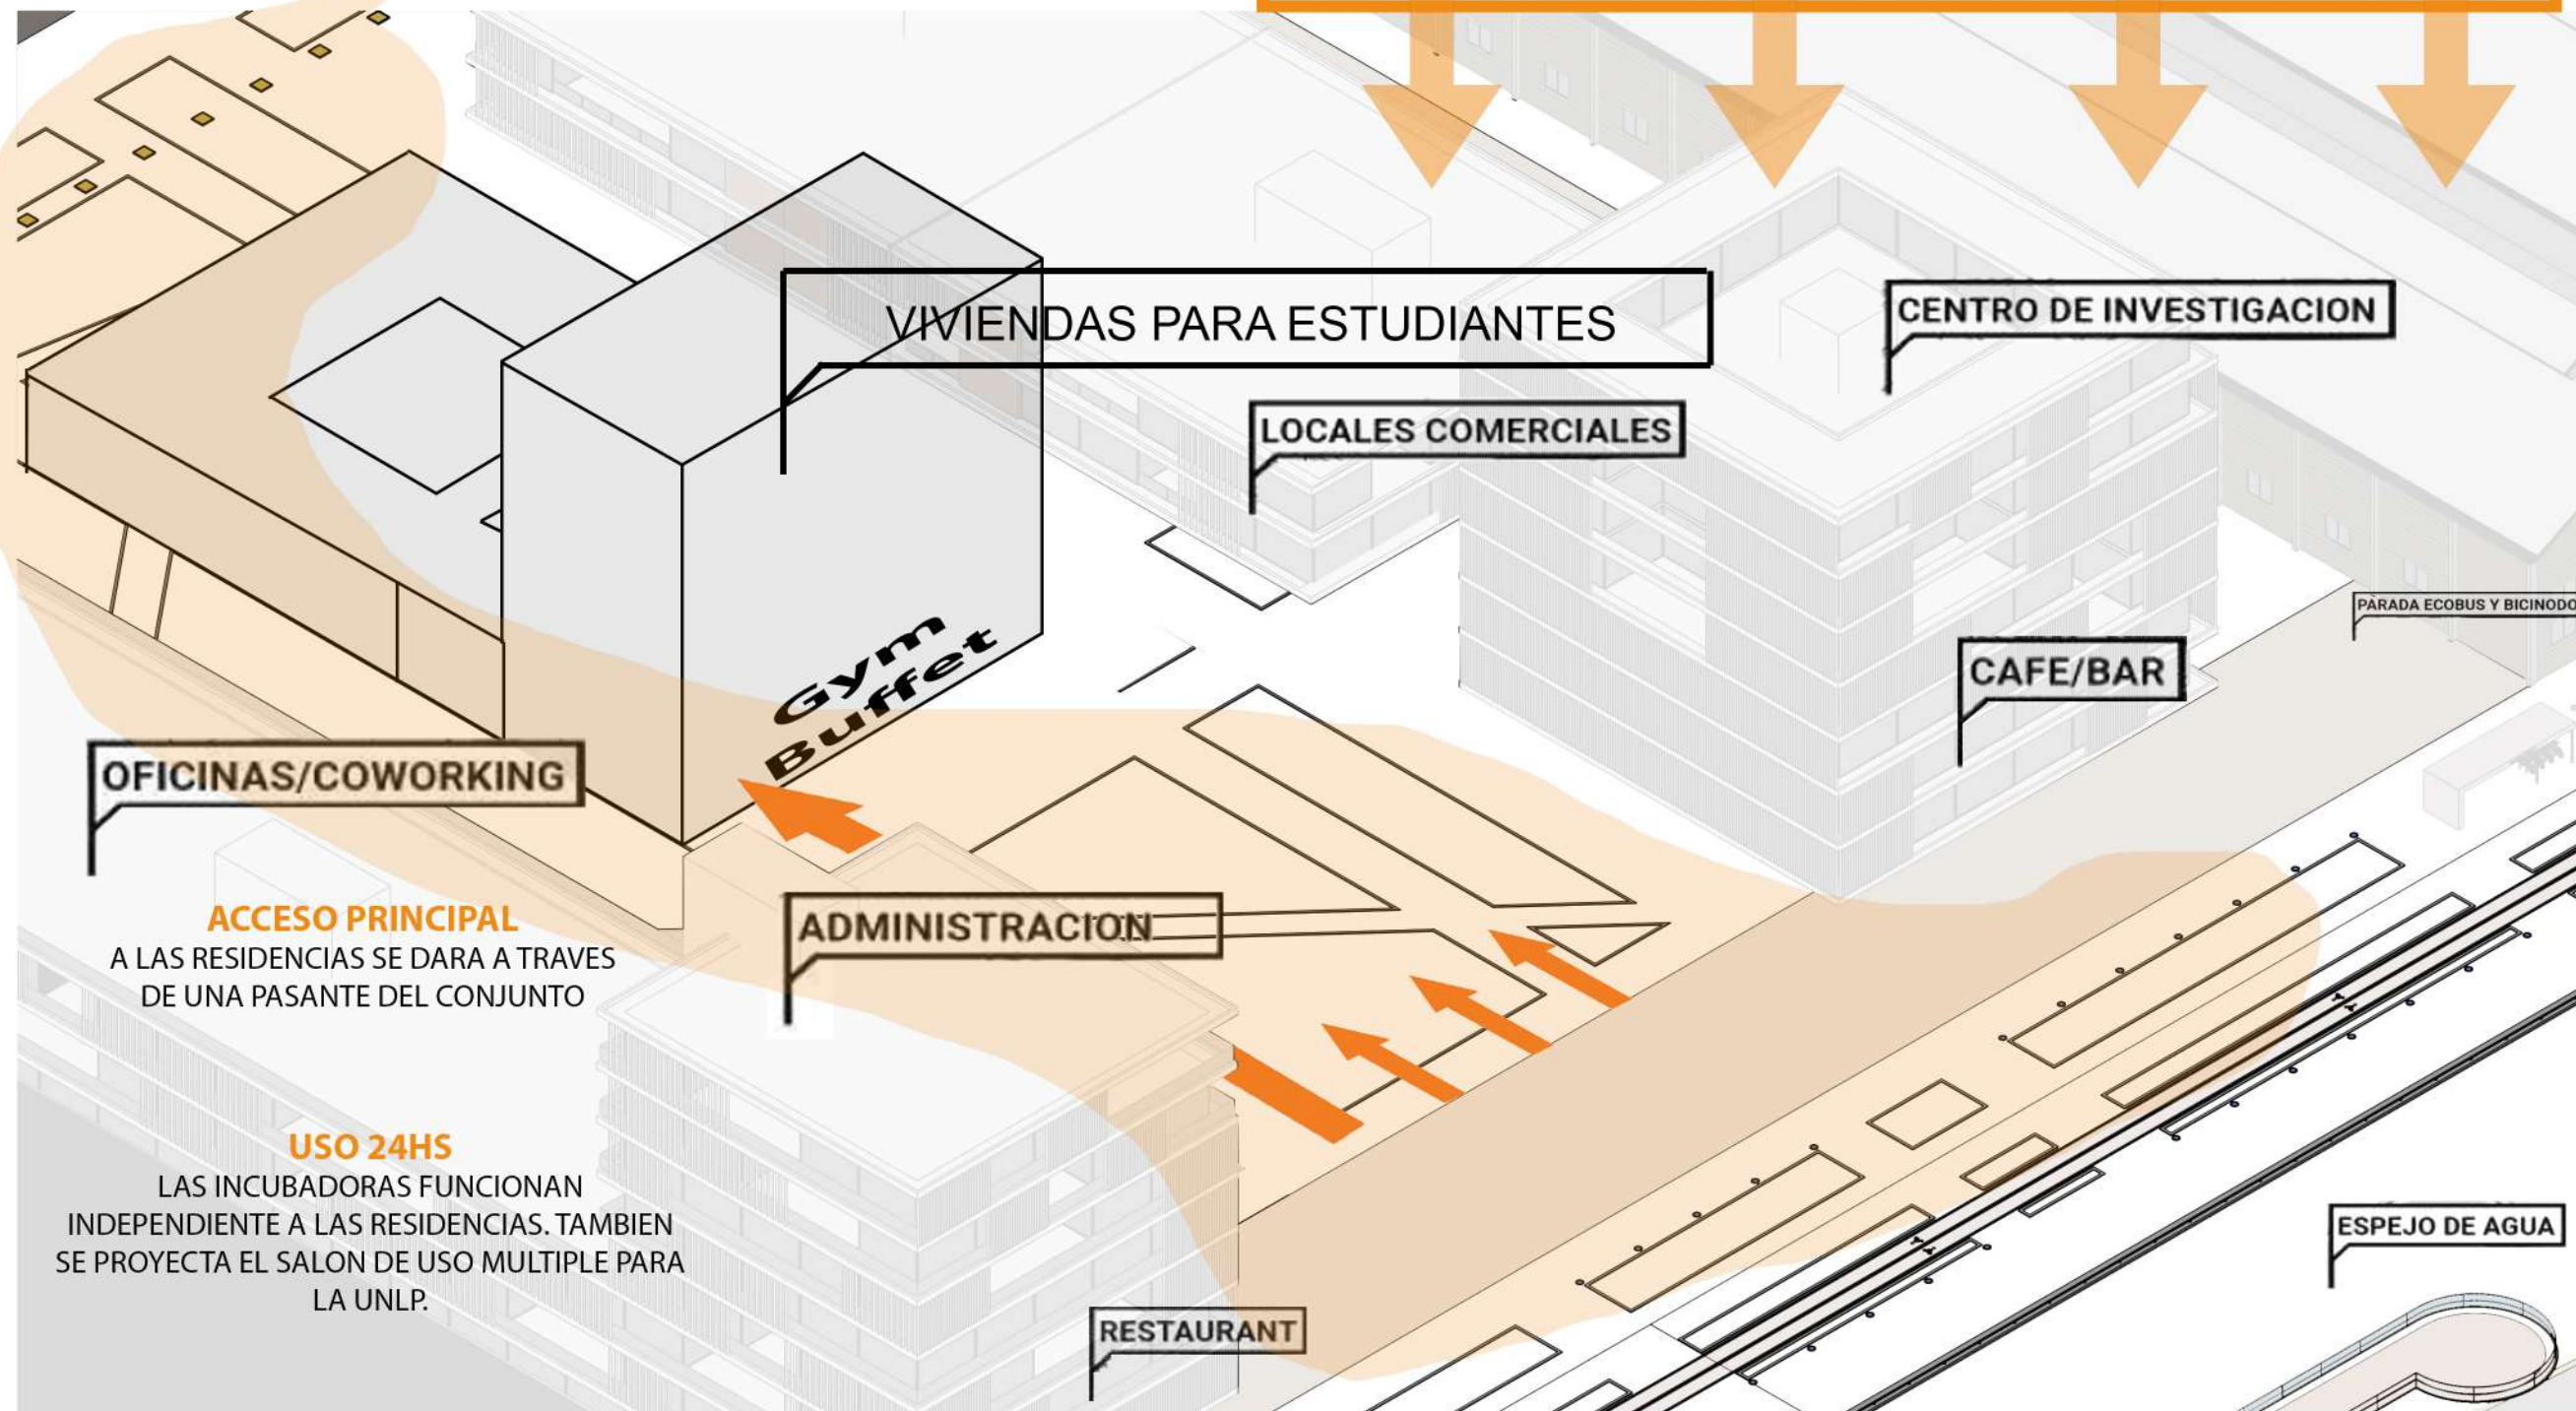 VIVIENDAS PARA ESTUDIANTES
CENTRO DE INVESTIGACION
LOCALES COMERCIALES
PARADA ECOBUS Y BICINODO
CAFE/BAR
Gym
Buffet
OFICINAS/COWORKING
ADMINISTRACION
ACCESO PRINCIPAL
A LAS RESIDENCIAS SE DARA A TRAVES
DE UNA PASANTE DEL CONJUNTO
USO 24HS
LAS INCUBADORAS FUNCIONAN
INDEPENDIENTE A LAS RESIDENCIAS. TAMBIEN
SE PROYECTA EL SALON DE USO MULTIPLE PARA
LA UNLP.
ESPEJO DE AGUA
RESTAURANT